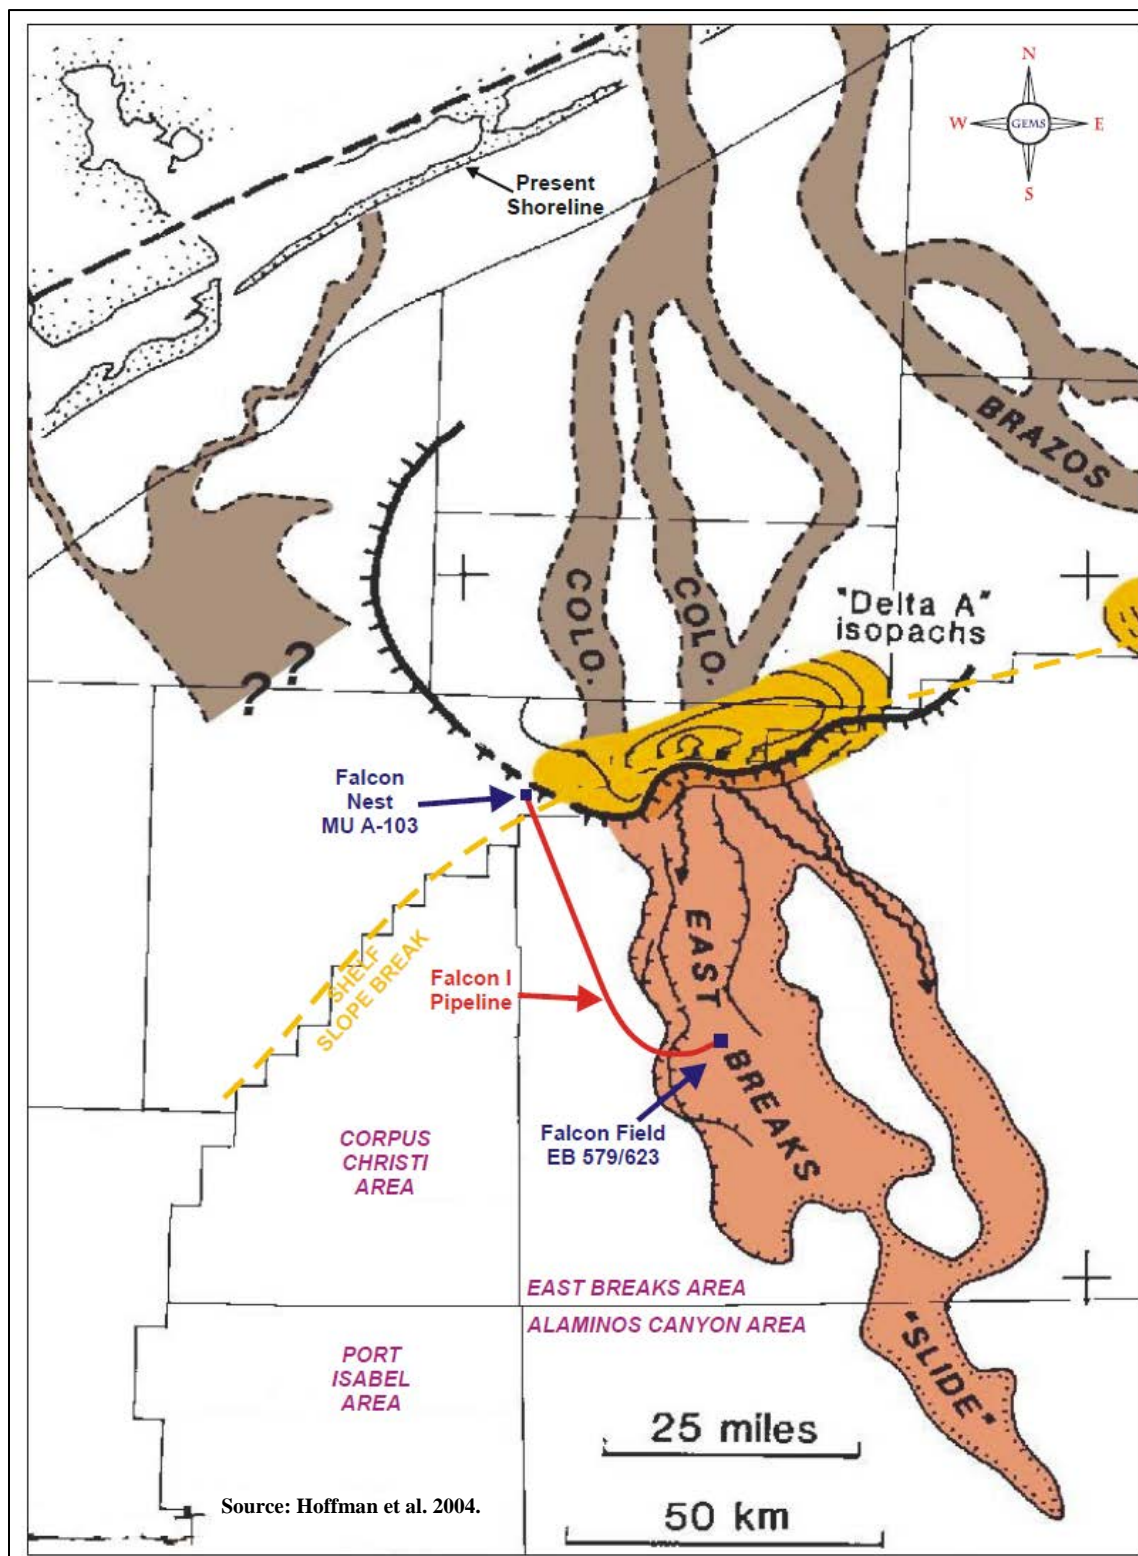 N
W
GEMS
E
S
Present
Shoreline
BRAZOS
COLO.
COLO.
"Delta A"
isopachs
?
?
Falcon
Nest
MU A-103
SHELF
SLOPE BREAK
EAST
BREAKS
Falcon I
Pipeline
Falcon Field
EB 579/623
CORPUS
CHRISTI
AREA
EAST BREAKS AREA
ALAMINOS CANYON AREA
PORT
ISABEL
AREA
"SLIDE"
25 miles
Source: Hoffman et al. 2004.
50 km